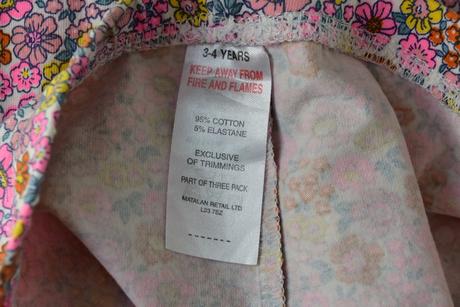 3-4 YEARS
KEEP AWAY FROM
FIRE AND FLAMES
95% COTTON
5% ELASTANE
EXCLUSIVE
OF TRIMMINGS
PART OF THREE PACK
MATALAN RETAIL LTD
L33 7SZ
-------